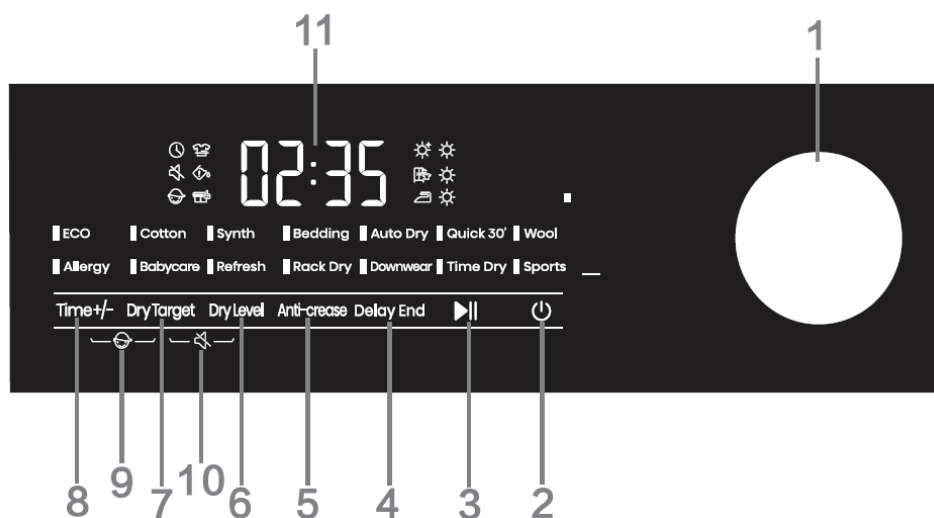 11 1
02:35
ECO Cotton Synth Bedding Auto Dry Quick 30' Wool
Allergy Babycare Refresh Rack Dry Downwear Time Dry Sports
Time+/- Dry Target Dry Level Anti-crease Delay End
8 9 7 10 6 5 4 3 2